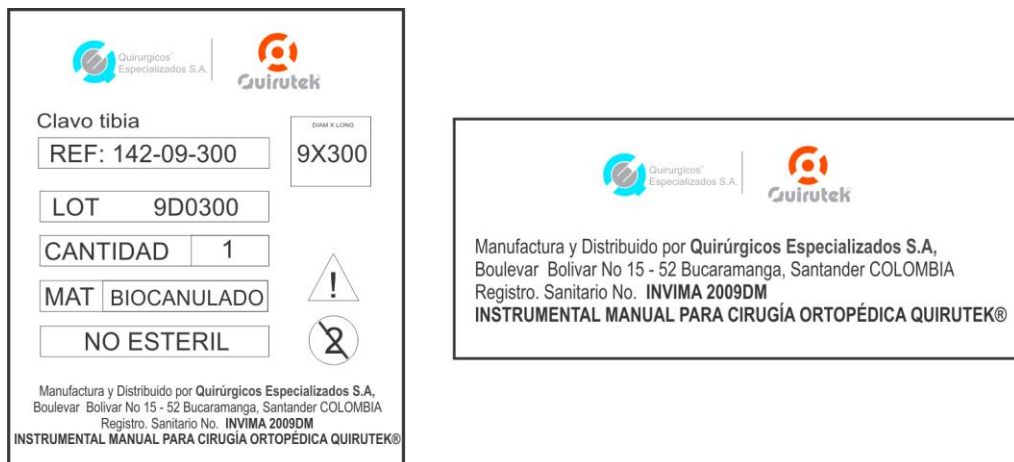 Quirurgicos®
Especializados S.A.
Quirutek
Clavo tibia
REF: 142-09-300
DIAM X LONG
9X300
LOT 9D0300
CANTIDAD 1
MAT BIOCANULADO
!
2
NO ESTERIL
Manufactura y Distribuido por Quirúrgicos Especializados S.A,
Boulevar Bolivar No 15 - 52 Bucaramanga, Santander COLOMBIA
Registro. Sanitario No. INVIMA 2009DM
INSTRUMENTAL MANUAL PARA CIRUGÍA ORTOPÉDICA QUIRUTEK®
Quirurgicos®
Especializados S.A.
Quirutek
Manufactura y Distribuido por Quirúrgicos Especializados S.A,
Boulevar Bolivar No 15 - 52 Bucaramanga, Santander COLOMBIA
Registro. Sanitario No. INVIMA 2009DM
INSTRUMENTAL MANUAL PARA CIRUGÍA ORTOPÉDICA QUIRUTEK®